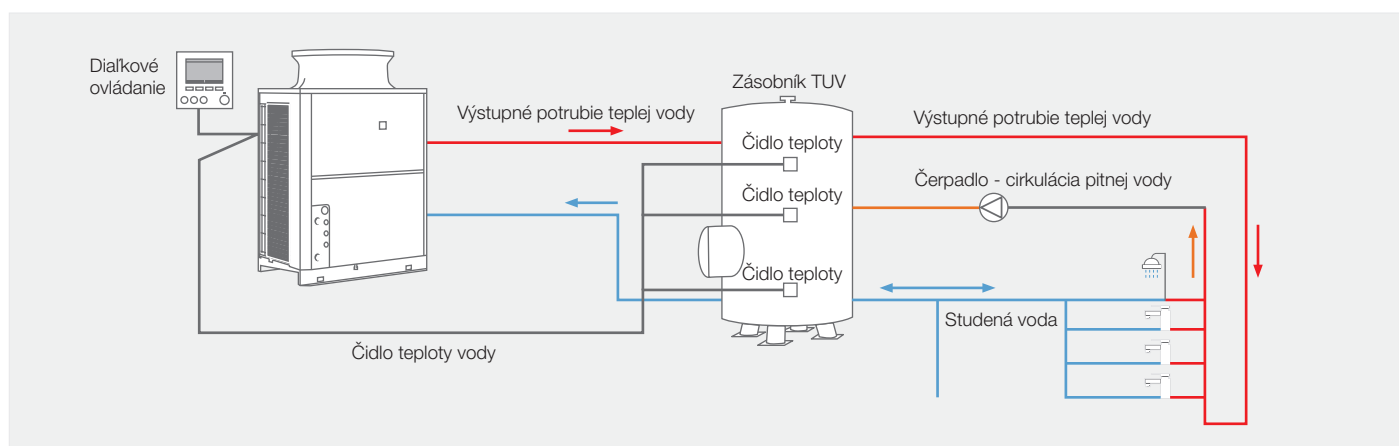 Diaľkové
ovládanie
Výstupné potrubie teplej vody
Zásobník TUV
Výstupné potrubie teplej vody
Čidlo teploty
Čerpadlo - cirkulácia pitnej vody
Čidlo teploty
Čidlo teploty
Studená voda
Čidlo teploty vody